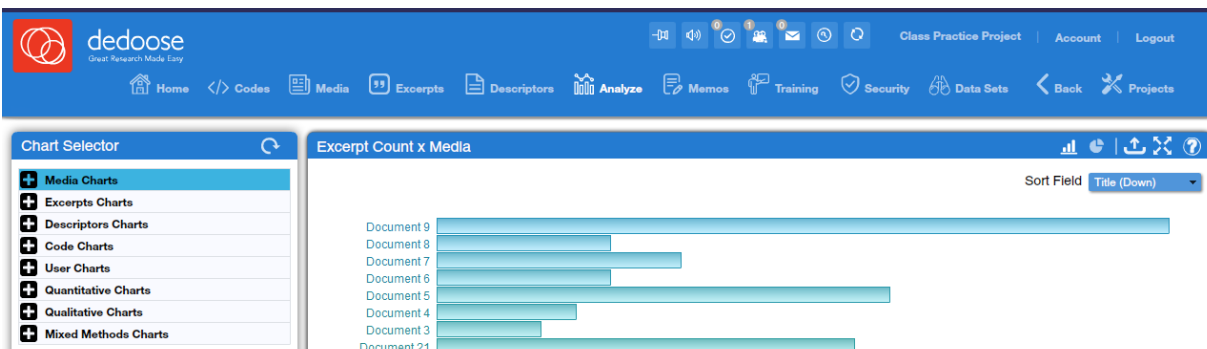 dedoose
Great Research Made Easy
0 1 0
Class Practice Project | Account | Logout
Home </> Codes Media Excerpts Descriptors Analyze Memos Training Security Data Sets Back Projects
Chart Selector
Media Charts
Excerpts Charts
Descriptors Charts
Code Charts
User Charts
Quantitative Charts
Qualitative Charts
Mixed Methods Charts
Excerpt Count x Media
Sort Field Title (Down)
Document 9
Document 8
Document 7
Document 6
Document 5
Document 4
Document 3
Document 21